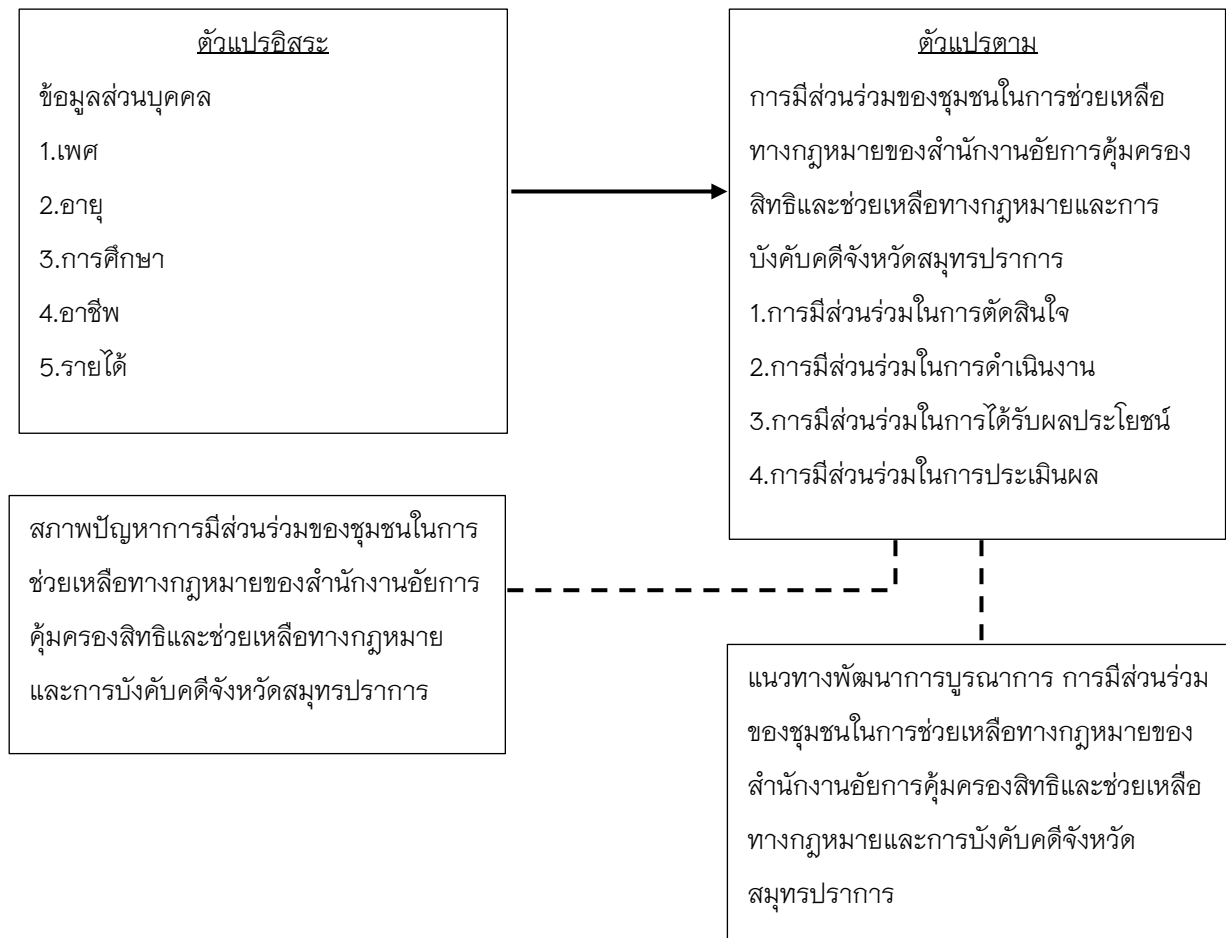 ตัวแปรอิสระ
ข้อมูลส่วนบุคคล
1.เพศ
2.อายุ
3.การศึกษา
4.อาชีพ
5.รายได้
ตัวแปรตาม
การมีส่วนร่วมของชุมชนในการช่วยเหลือ
ทางกฎหมายของสำนักงานอัยการคุ้มครอง
สิทธิและช่วยเหลือทางกฎหมายและการ
บังคับคดีจังหวัดสมุทรปราการ
1.การมีส่วนร่วมในการตัดสินใจ
2.การมีส่วนร่วมในการดำเนินงาน
3.การมีส่วนร่วมในการได้รับผลประโยชน์
4.การมีส่วนร่วมในการประเมินผล
สภาพปัญหาการมีส่วนร่วมของชุมชนในการ
ช่วยเหลือทางกฎหมายของสำนักงานอัยการ
คุ้มครองสิทธิและช่วยเหลือทางกฎหมาย
และการบังคับคดีจังหวัดสมุทรปราการ
แนวทางพัฒนาการบูรณาการ การมีส่วนร่วม
ของชุมชนในการช่วยเหลือทางกฎหมายของ
สำนักงานอัยการคุ้มครองสิทธิและช่วยเหลือ
ทางกฎหมายและการบังคับคดีจังหวัด
สมุทรปราการ